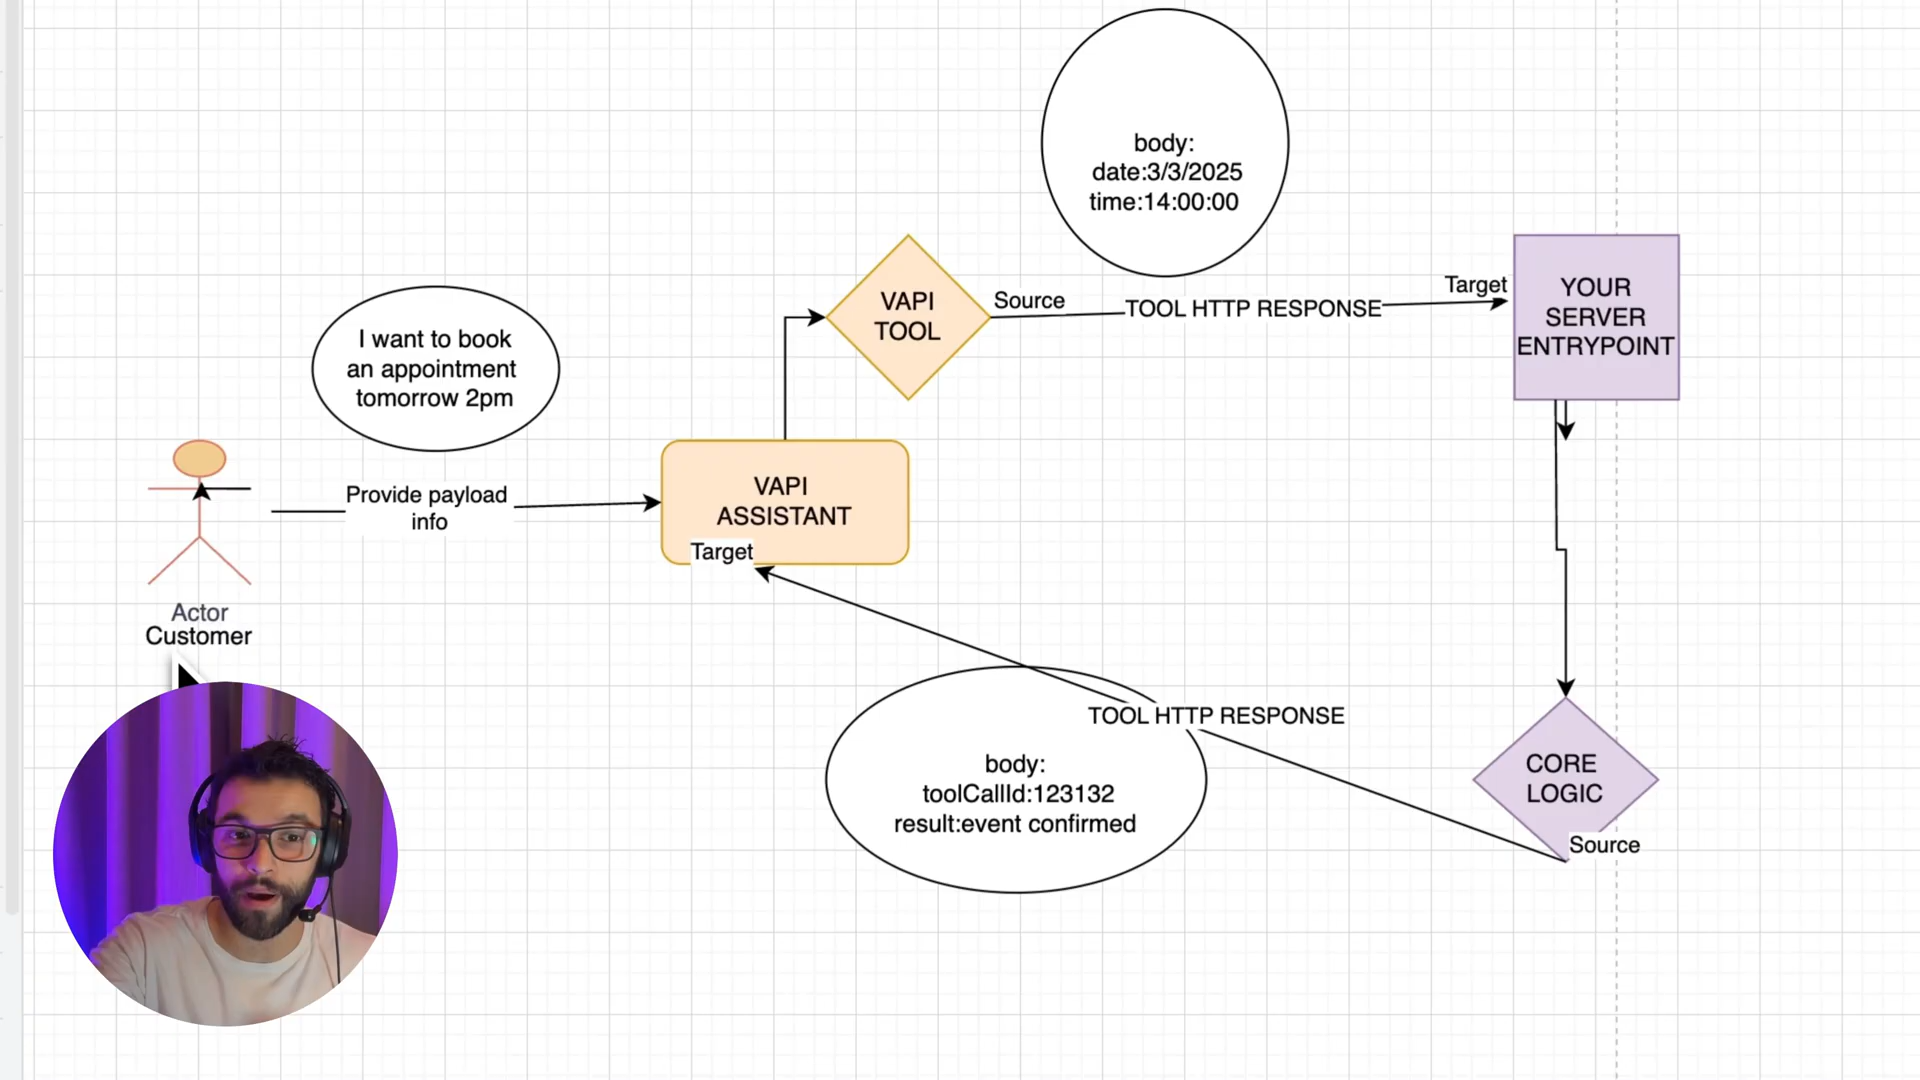 body:
date:3/3/2025
time:14:00:00
VAPI
TOOL
Source
TOOL HTTP RESPONSE
Target
YOUR
SERVER
ENTRYPOINT
I want to book
an appointment
tomorrow 2pm
Provide payload
info
VAPI
ASSISTANT
Target
Actor
Customer
TOOL HTTP RESPONSE
body:
toolCallId:123132
result:event confirmed
CORE
LOGIC
Source